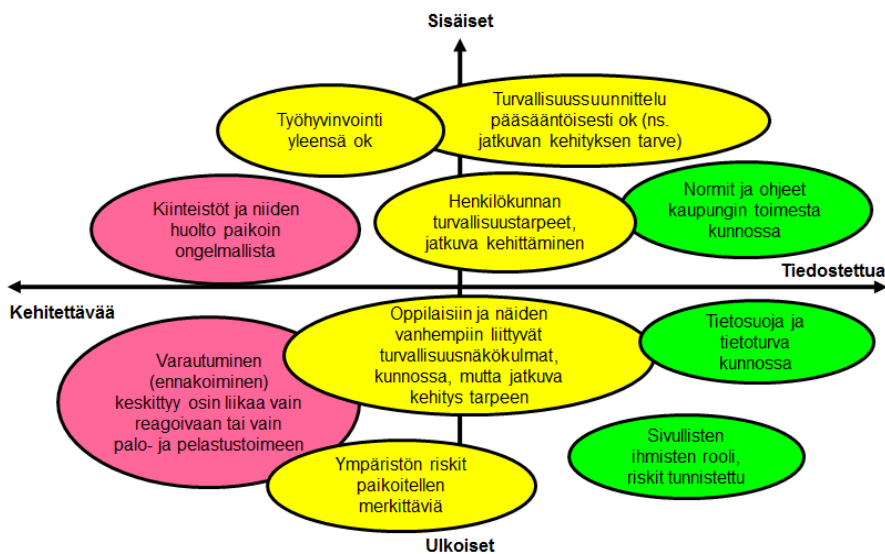 Sisäiset
Työhyvinvointi
yleensä ok
Turvallisuussuunnittelu
pääsääntöisesti ok (ns.
jatkuvan kehityksen tarve)
Kiinteistöt ja niiden
huolto paikoin
ongelmallista
Henkilökunnan
turvallisuustarpeet,
jatkuva kehittäminen
Normit ja ohjeet
kaupungin toimesta
kunnossa
Tiedostettua
Kehitettävää
Oppilaisiin ja näiden
vanhempiin liittyvät
turvallisuusnäkökulmat,
kunnossa, mutta jatkuva
kehitys tarpeen
Tietosuoja ja
tietoturva
kunnossa
Varautuminen
(ennakoiminen)
keskittyy osin liikaa vain
reagoivaan tai vain
palo- ja pelastustoimeen
Sivullisten
ihmisten rooli,
riskit tunnistettu
Ympäristön riskit
paikoitellen
merkittäviä
Ulkoiset